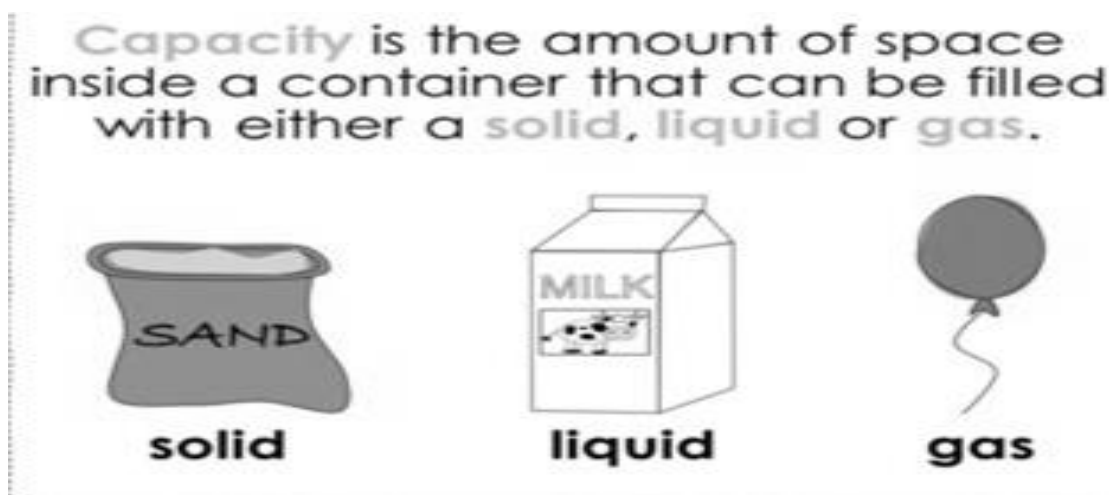 Capacity is the amount of space
inside a container that can be filled
with either a solid, liquid or gas.
SAND
MILK
solid
liquid
gas